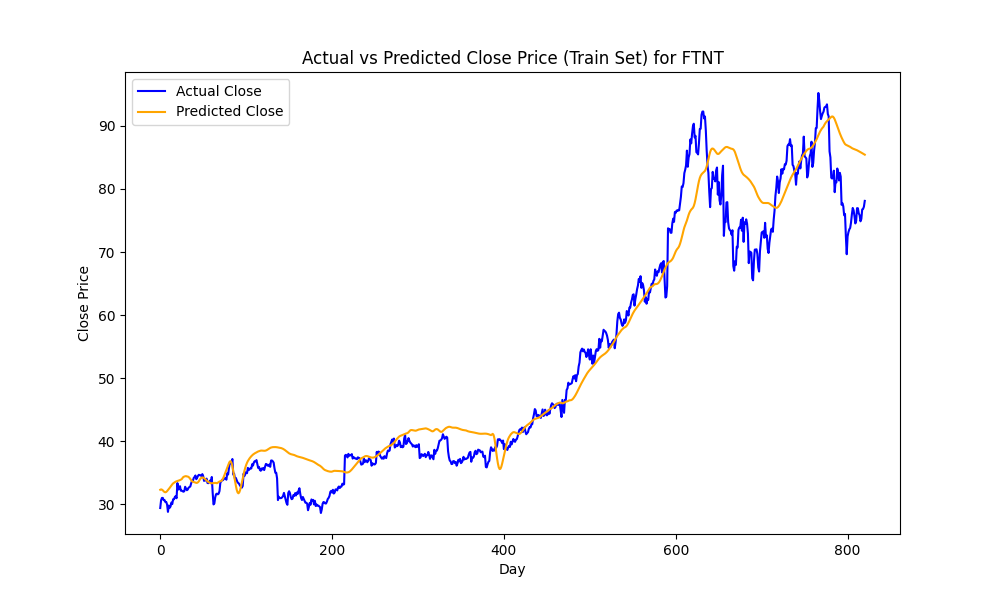 Actual vs Predicted Close Price (Train Set) for FTNT
Actual Close
Predicted Close
90
80
70
60
50
40
30
Close Price
0
200
400
600
800
Day